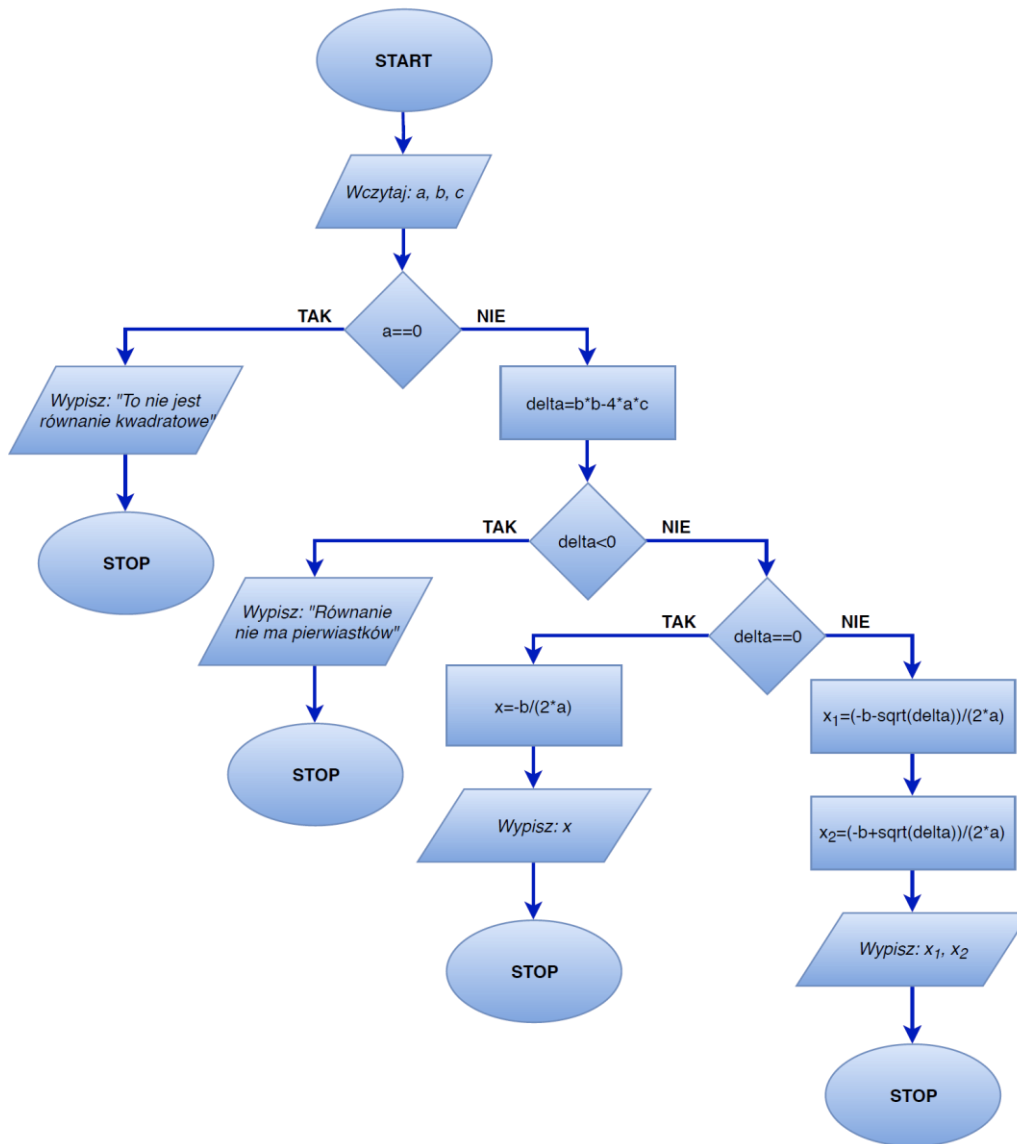 START
Wczytaj: a, b, c
TAK
NIE
a==0
Wypisz: "To nie jest
równanie kwadratowe"
delta=b*b-4*a*c
STOP
TAK
NIE
delta<0
Wypisz: "Równanie
nie ma pierwiastków"
TAK
NIE
delta==0
STOP
x=-b/(2*a)
x₁=(-b-sqrt(delta))/(2*a)
Wypisz: x
x₂=(-b+sqrt(delta))/(2*a)
STOP
Wypisz: x₁, x₂
STOP